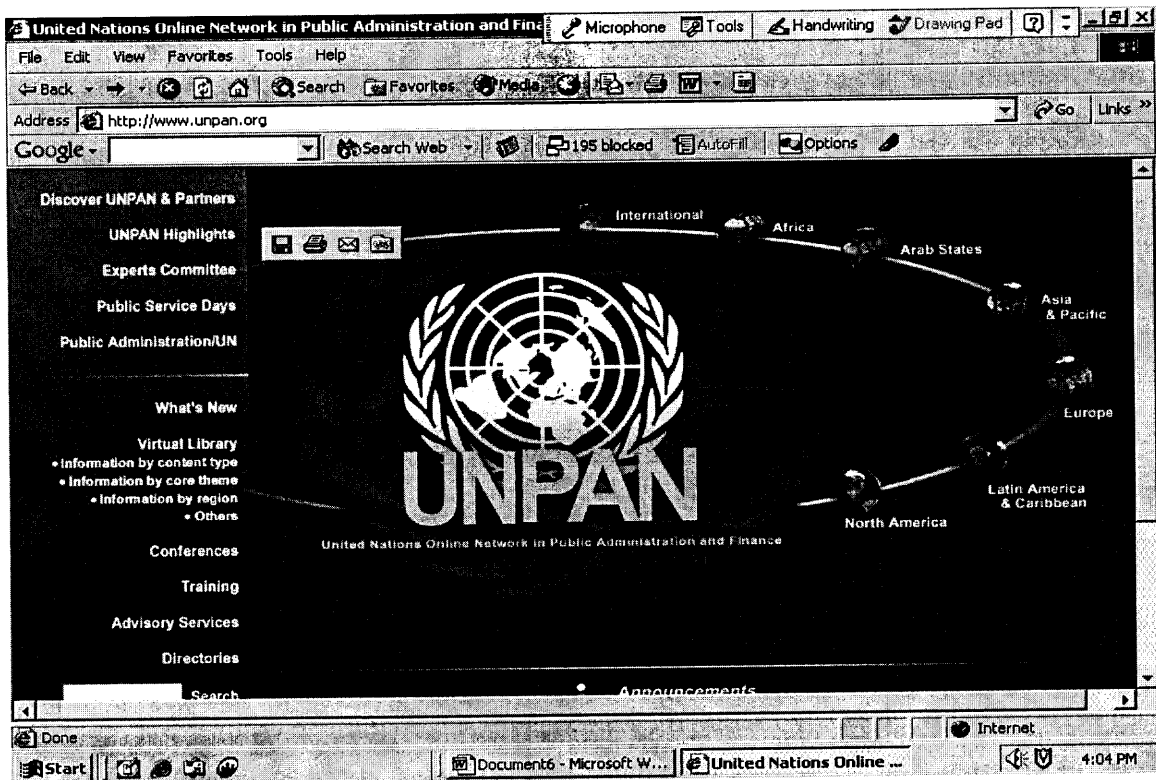 United Nations Online Network in Public Administration and Fina
Microphone Tools Handwriting Drawing Pad
File Edit View Favorites Tools Help
Back Search Favorites Media
Address http://www.unpan.org Go Links »
Google Search Web 195 blocked AutoFill Options
Discover UNPAN & Partners
UNPAN Highlights
Experts Committee
Public Service Days
Public Administration/UN
What's New
Virtual Library
• Information by content type
• Information by core theme
• Information by region
• Others
Conferences
Training
Advisory Services
Directories
Search
International
Africa
Arab States
Asia
& Pacific
Europe
Latin America
& Caribbean
North America
UNPAN
United Nations Online Network in Public Administration and Finance
Announcements
Done Internet
Start Document6 - Microsoft W... United Nations Online ... 4:04 PM